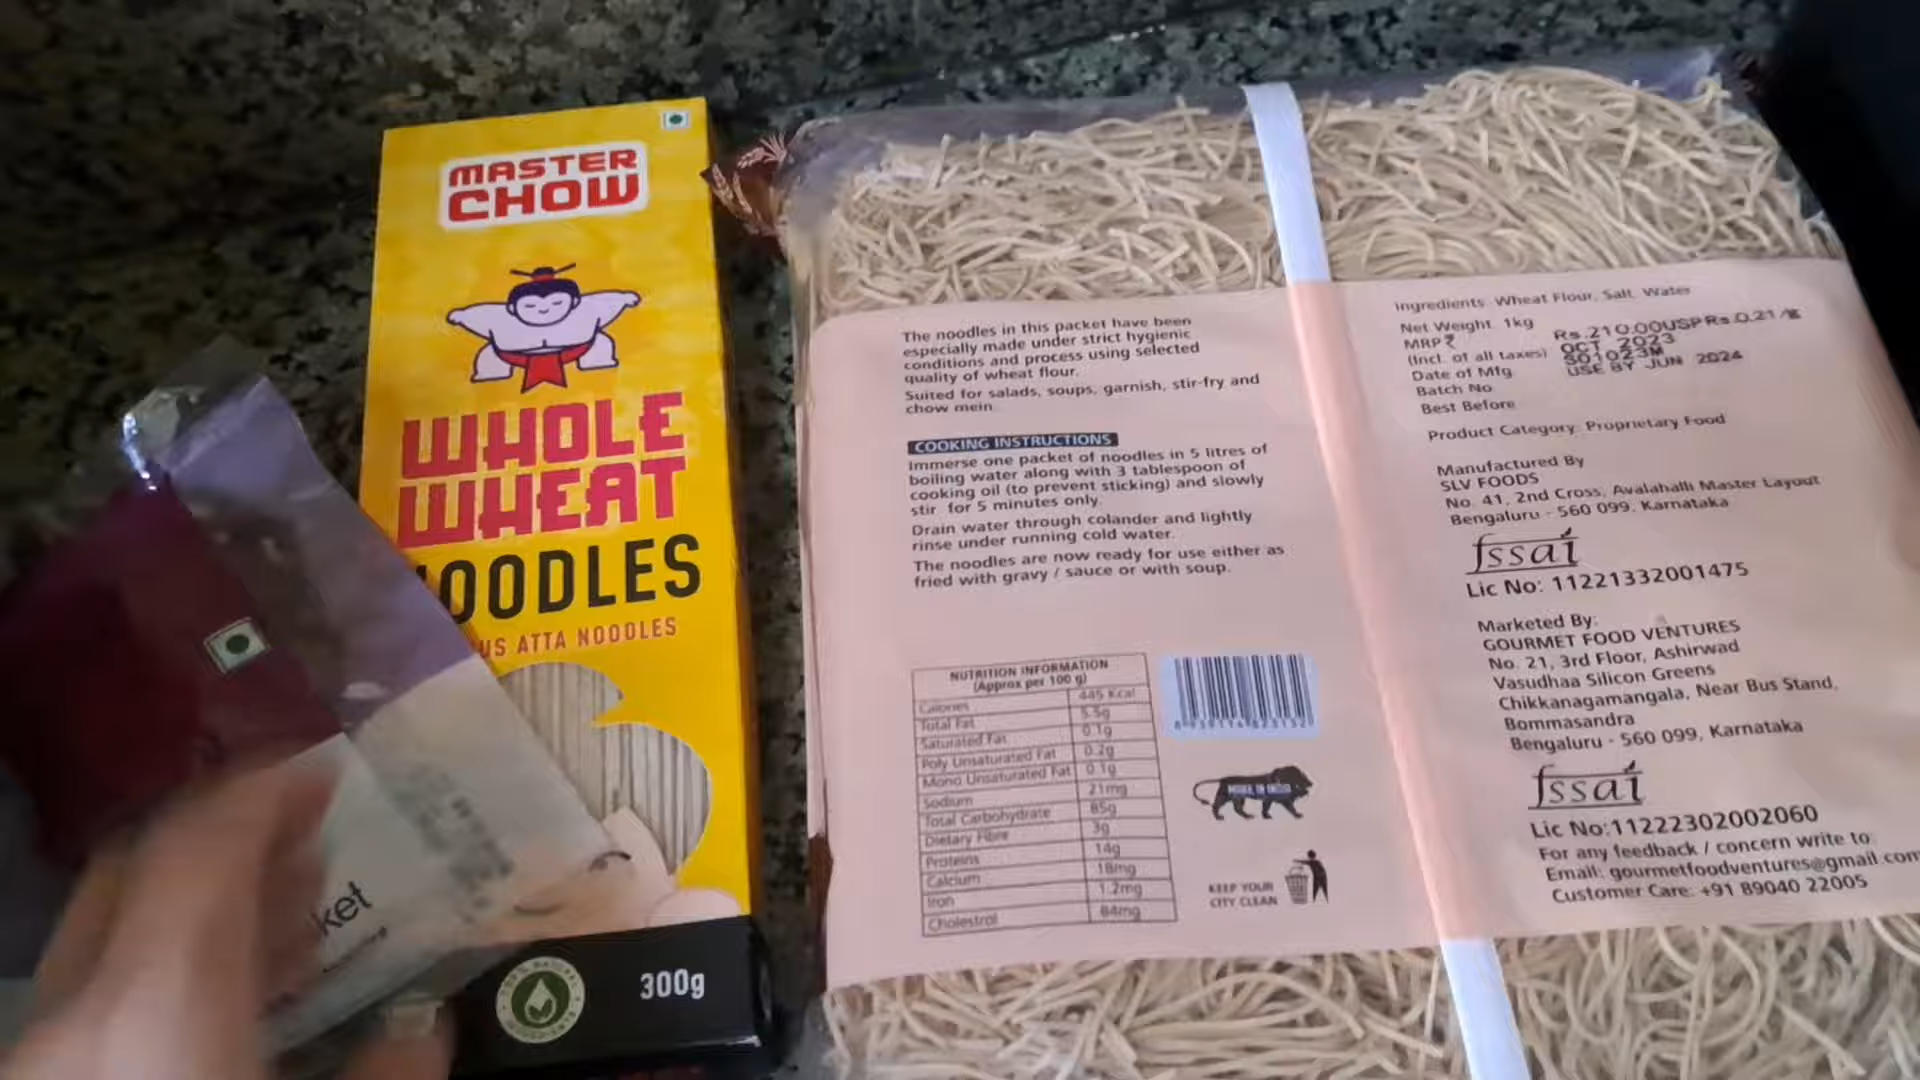 MASTER
CHOW
WHOLE
WHEAT
OODLES
US ATTA NOODLES
300g
ket
The noodles in this packet have been
especially made under strict hygienic
conditions and process using selected
quality of wheat flour.
Suited for salads, soups, garnish, stir-fry and
chow mein.
COOKING INSTRUCTIONS
Immerse one packet of noodles in 5 litres of
boiling water along with 3 tablespoon of
cooking oil (to prevent sticking) and slowly
stir for 5 minutes only.
Drain water through colander and lightly
rinse under running cold water.
The noodles are now ready for use either as
fried with gravy / sauce or with soup.
NUTRITION INFORMATION
(Approx per 100 g)
Calories 445 Kcal
Total Fat 5.5g
Saturated Fat 0.1g
Poly Unsaturated Fat 0.2g
Mono Unsaturated Fat 0.1g
Sodium 21mg
Total Carbohydrate 85g
Dietary Fibre 3g
Proteins 14g
Calcium 18mg
Iron 1.2mg
Cholestrol 84mg
KEEP YOUR
CITY CLEAN
Ingredients: Wheat Flour, Salt, Water
Net Weight. 1kg
MRP ₹ Rs.210.00USPRs.0.21/g
(Incl. of all taxes) OCT 2023
Date of Mfg S01023M
Batch No USE BY JUN 2024
Best Before
Product Category: Proprietary Food
Manufactured By
SLV FOODS
No. 41, 2nd Cross, Avalahalli Master Layout
Bengaluru - 560 099. Karnataka
fssai
Lic No: 11221332001475
Marketed By:
GOURMET FOOD VENTURES
No. 21, 3rd Floor, Ashirwad
Vasudhaa Silicon Greens
Chikkanagamangala, Near Bus Stand,
Bommasandra
Bengaluru - 560 099, Karnataka
fssai
Lic No:11222302002060
For any feedback / concern write to:
Email: gourmetfoodventures@gmail.com
Customer Care: +91 89040 22005